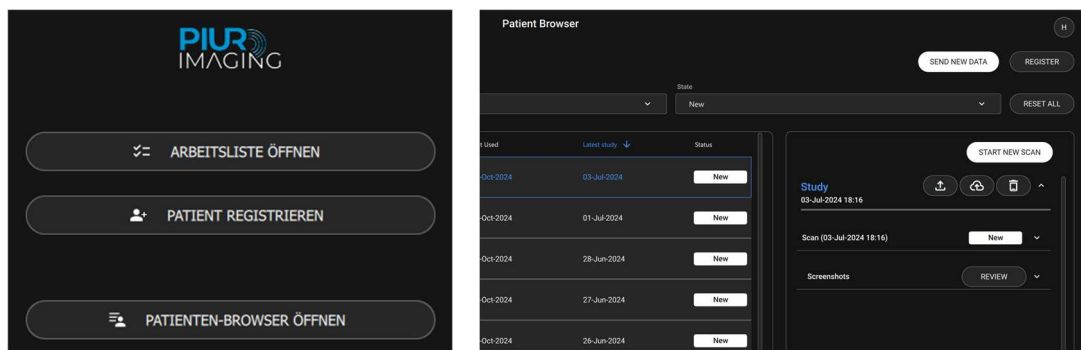 PIUR
IMAGING
ARBEITSLISTE ÖFFNEN
PATIENT REGISTRIEREN
PATIENTEN-BROWSER ÖFFNEN
Patient Browser
H
SEND NEW DATA
REGISTER
State
New
RESET ALL
Used
Latest study
Status
-Oct-2024
03-Jul-2024
New
-Oct-2024
01-Jul-2024
New
-Oct-2024
28-Jun-2024
New
-Oct-2024
27-Jun-2024
New
-Oct-2024
26-Jun-2024
New
START NEW SCAN
Study
03-Jul-2024 18:16
Scan (03-Jul-2024 18:16)
New
Screenshots
REVIEW